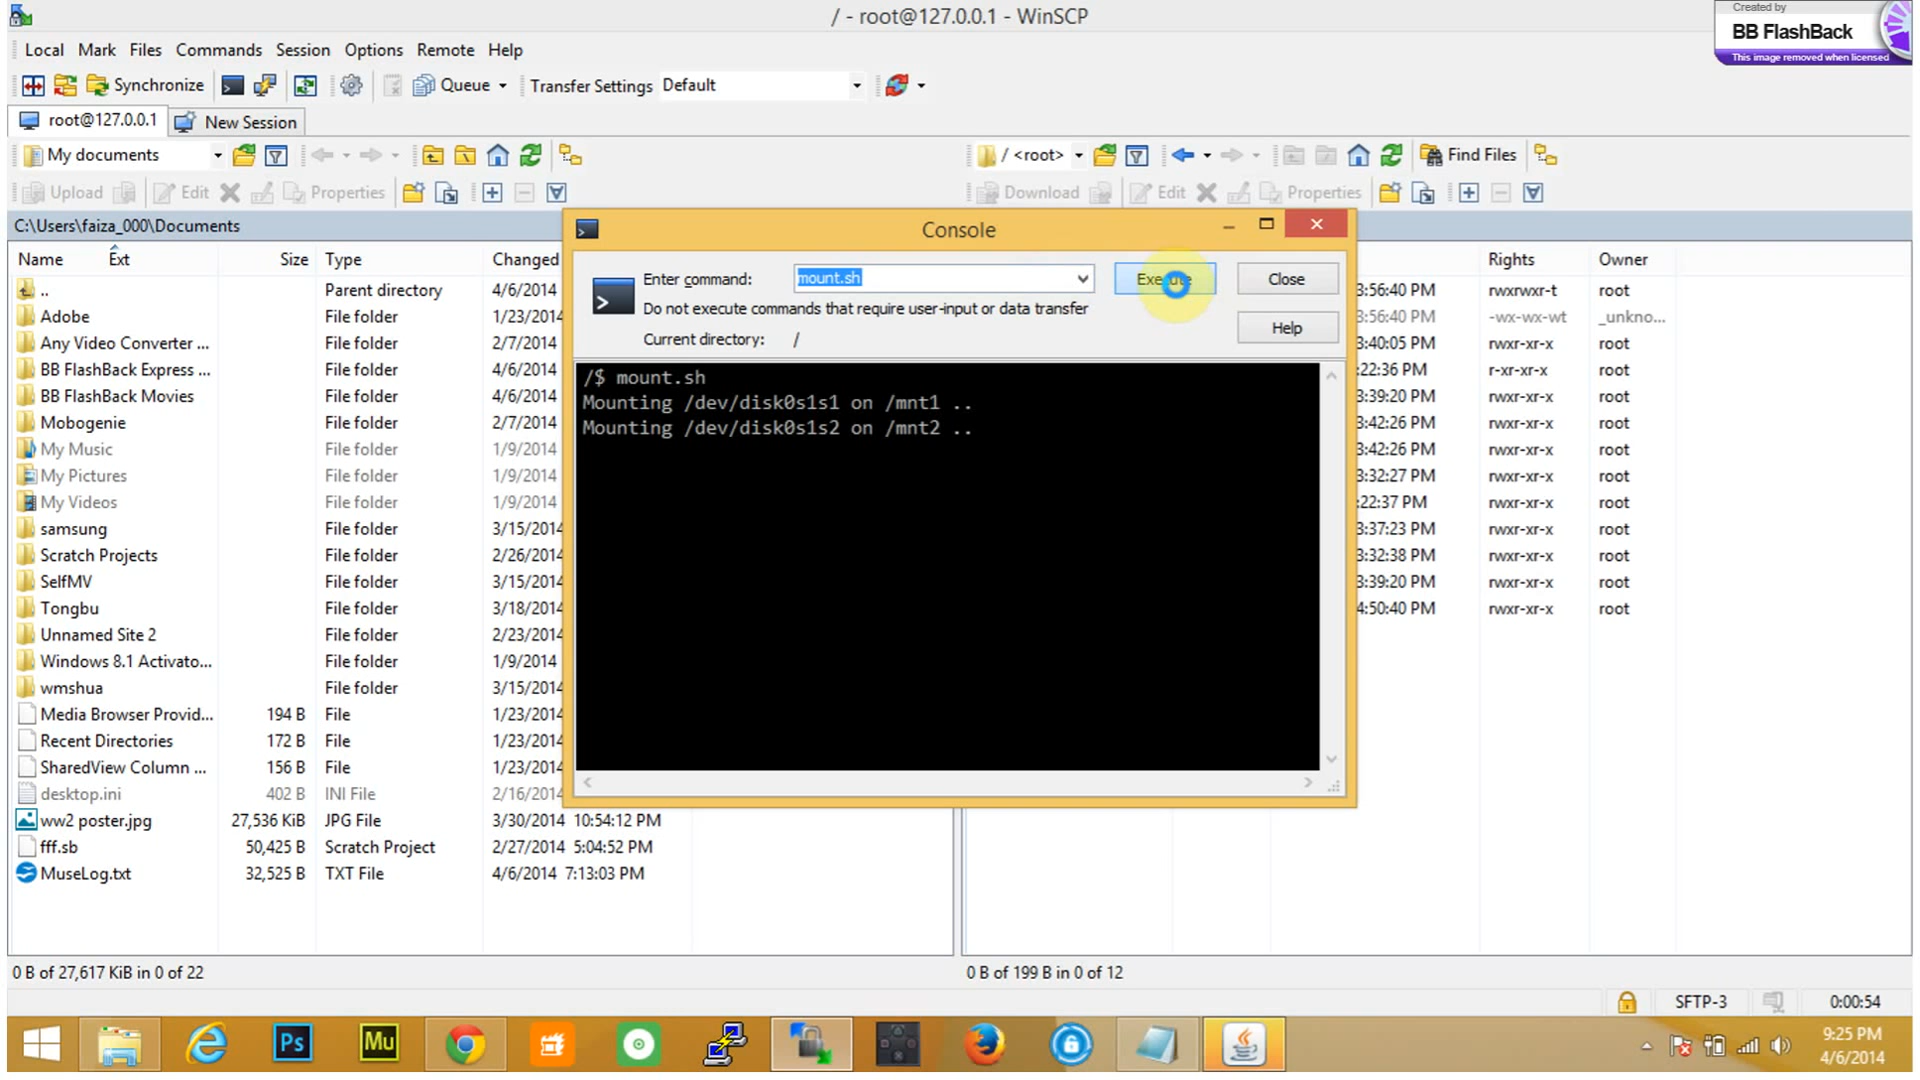 / - root@127.0.0.1 - WinSCP
Created by
BB FlashBack
This image removed when licensed
Local Mark Files Commands Session Options Remote Help
Synchronize Queue Transfer Settings Default
root@127.0.0.1 New Session
My documents / <root> Find Files
Upload Edit Properties Download Edit Properties
C:\Users\faiza_000\Documents
Console
Name Ext Size Type Changed Rights Owner
Enter command: mount.sh Execute Close
Do not execute commands that require user-input or data transfer
Help
Current directory: /
/$ mount.sh
Mounting /dev/disk0s1s1 on /mnt1 ..
Mounting /dev/disk0s1s2 on /mnt2 ..
.. Parent directory 4/6/2014 3:56:40 PM rwxrwxr-t root
Adobe File folder 1/23/2014 3:56:40 PM -wx-wx-wt _unkno...
Any Video Converter ... File folder 2/7/2014 3:40:05 PM rwxr-xr-x root
BB FlashBack Express ... File folder 4/6/2014 :22:36 PM r-xr-xr-x root
BB FlashBack Movies File folder 4/6/2014 3:39:20 PM rwxr-xr-x root
Mobogenie File folder 2/7/2014 3:42:26 PM rwxr-xr-x root
My Music File folder 1/9/2014 3:42:26 PM rwxr-xr-x root
My Pictures File folder 1/9/2014 3:32:27 PM rwxr-xr-x root
My Videos File folder 1/9/2014 :22:37 PM rwxr-xr-x root
samsung File folder 3/15/2014 3:37:23 PM rwxr-xr-x root
Scratch Projects File folder 2/26/2014 3:32:38 PM rwxr-xr-x root
SelfMV File folder 3/15/2014 3:39:20 PM rwxr-xr-x root
Tongbu File folder 3/18/2014 4:50:40 PM rwxr-xr-x root
Unnamed Site 2 File folder 2/23/2014
Windows 8.1 Activato... File folder 1/9/2014
wmshua File folder 3/15/2014
Media Browser Provid... 194 B File 1/23/2014
Recent Directories 172 B File 1/23/2014
SharedView Column ... 156 B File 1/23/2014
desktop.ini 402 B INI File 2/16/2014
ww2 poster.jpg 27,536 KiB JPG File 3/30/2014 10:54:12 PM
fff.sb 50,425 B Scratch Project 2/27/2014 5:04:52 PM
MuseLog.txt 32,525 B TXT File 4/6/2014 7:13:03 PM
0 B of 27,617 KiB in 0 of 22 0 B of 199 B in 0 of 12
SFTP-3 0:00:54
Ps Mu
9:25 PM
4/6/2014